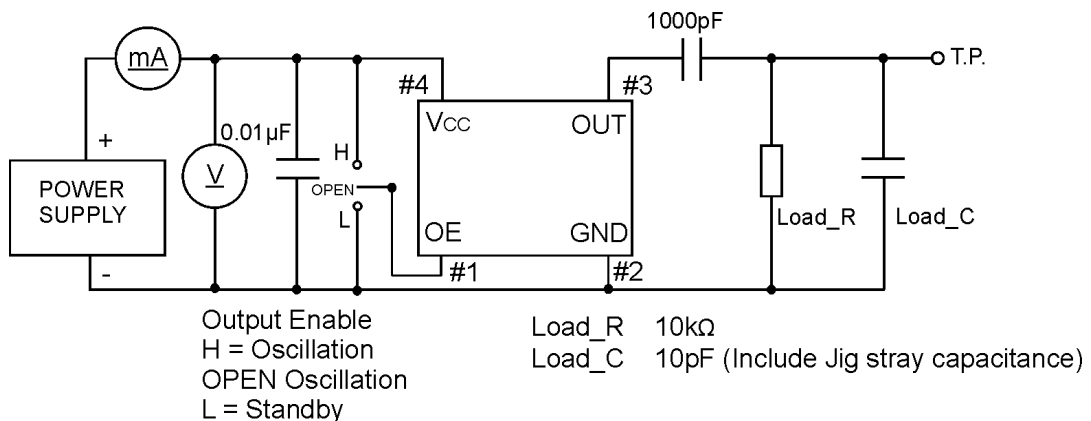 1000pF
mA
T.P.
#4
#3
0.01µF
VCC
OUT
+
H
V
POWER
SUPPLY
OPEN
L
Load_R
Load_C
OE
GND
-
#1
#2
Output Enable
H = Oscillation
OPEN Oscillation
L = Standby
Load_R 10kΩ
Load_C 10pF (Include Jig stray capacitance)